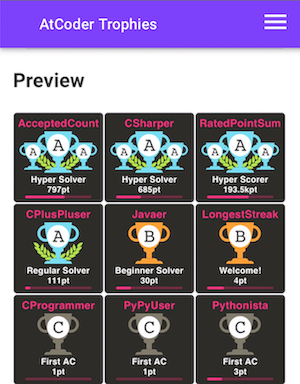 AtCoder Trophies
Preview
AcceptedCount CSharper RatedPointSum
A A A A A A A A A
Hyper Solver Hyper Solver Hyper Scorer
797pt 685pt 193.5kpt
CPlusPluser Javaer LongestStreak
A B B
Regular Solver Beginner Solver Welcome!
111pt 30pt 4pt
CProgrammer PyPyUser Pythonista
C C C
First AC First AC First AC
1pt 1pt 3pt